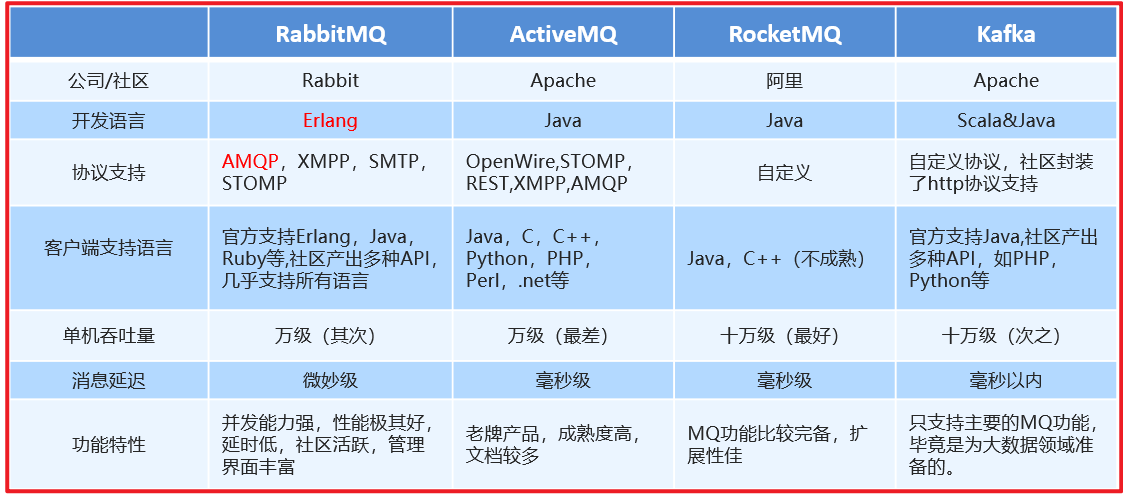 RabbitMQ ActiveMQ RocketMQ Kafka
公司/社区 Rabbit Apache 阿里 Apache
开发语言 Erlang Java Java Scala&Java
协议支持
AMQP，XMPP，SMTP，
STOMP
OpenWire,STOMP，
REST,XMPP,AMQP
自定义
自定义协议，社区封装
了http协议支持
客户端支持语言
官方支持Erlang，Java，
Ruby等,社区产出多种API，
几乎支持所有语言
Java，C，C++，
Python，PHP，
Perl，.net等
Java，C++（不成熟）
官方支持Java,社区产出
多种API，如PHP，
Python等
单机吞吐量 万级（其次） 万级（最差） 十万级（最好） 十万级（次之）
消息延迟 微妙级 毫秒级 毫秒级 毫秒以内
功能特性
并发能力强，性能极其好，
延时低，社区活跃，管理
界面丰富
老牌产品，成熟度高，
文档较多
MQ功能比较完备，扩
展性佳
只支持主要的MQ功能，
毕竟是为大数据领域准
备的。